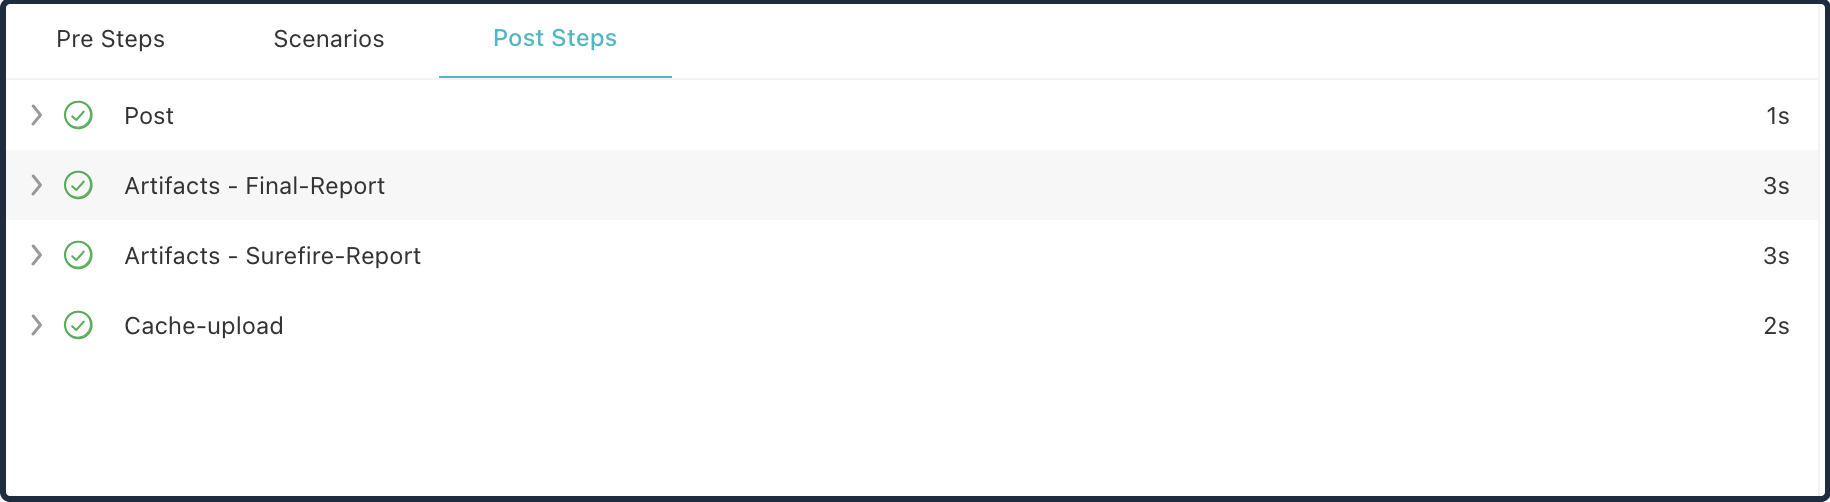 Pre Steps Scenarios Post Steps
Post 1s
Artifacts - Final-Report 3s
Artifacts - Surefire-Report 3s
Cache-upload 2s